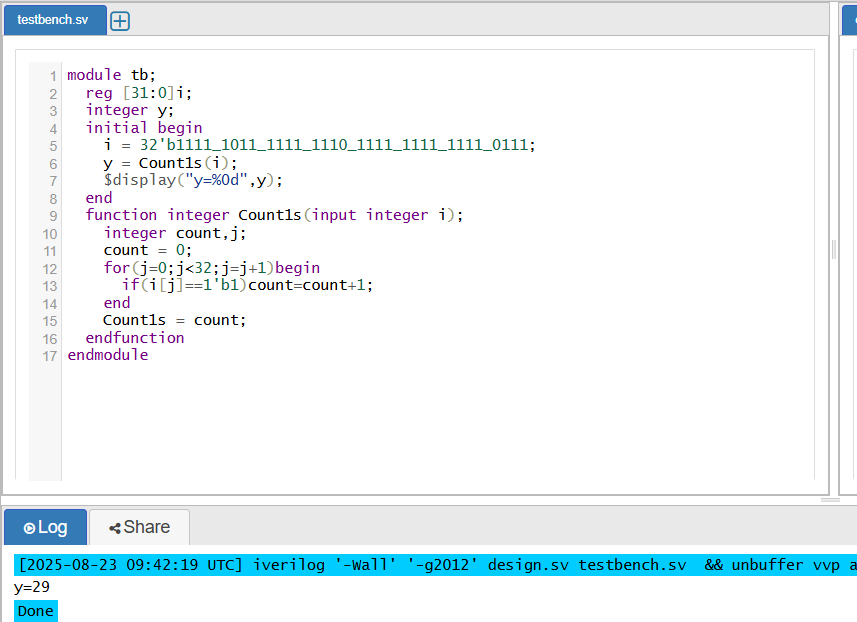 testbench.sv
1 module tb;
2 reg [31:0]i;
3 integer y;
4 initial begin
5 i = 32'b1111_1011_1111_1110_1111_1111_1111_0111;
6 y = Count1s(i);
7 $display("y=%0d",y);
8 end
9 function integer Count1s(input integer i);
10 integer count,j;
11 count = 0;
12 for(j=0;j<32;j=j+1)begin
13 if(i[j]==1'b1)count=count+1;
14 end
15 Count1s = count;
16 endfunction
17 endmodule
Log Share
[2025-08-23 09:42:19 UTC] iverilog '-Wall' '-g2012' design.sv testbench.sv && unbuffer vvp a
y=29
Done